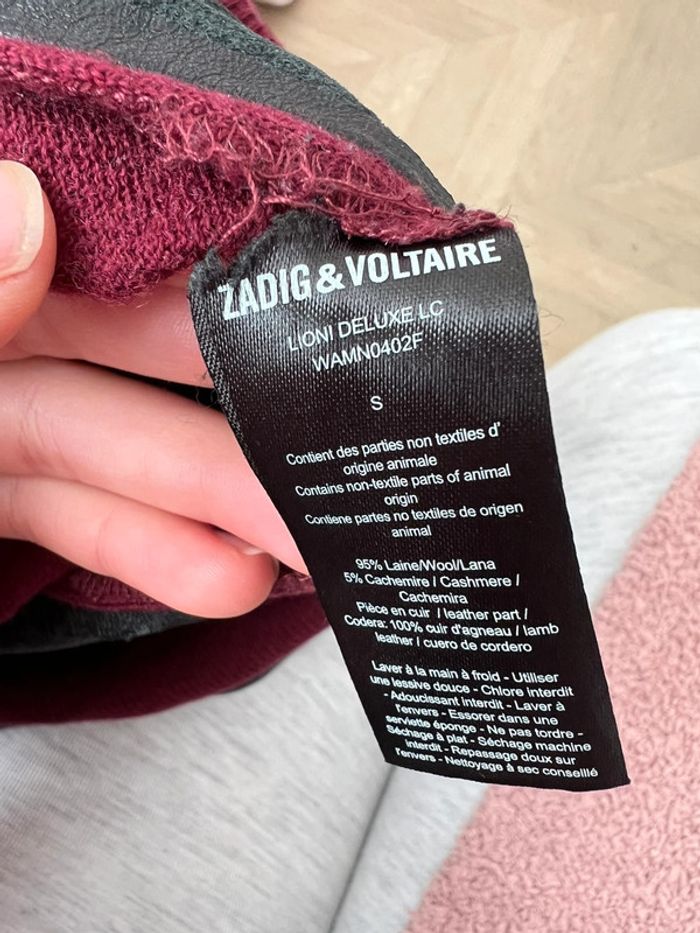 ZADIG & VOLTAIRE
LIONI DELUXE LC
WAMN0402F
S
Contient des parties non textiles d'
origine animale
Contains non-textile parts of animal
origin
Contiene partes no textiles de origen
animal
95% Laine/Wool/Lana
5% Cachemire / Cashmere /
Cachemira
Pièce en cuir / leather part /
Codera: 100% cuir d'agneau / lamb
leather / cuero de cordero
Laver à la main à froid - Utiliser
une lessive douce - Chlore interdit
- Adoucissant interdit - Laver à
l'envers - Essorer dans une
serviette éponge - Ne pas tordre -
Séchage à plat - Séchage machine
interdit - Repassage doux sur
l'envers - Nettoyage à sec conseillé